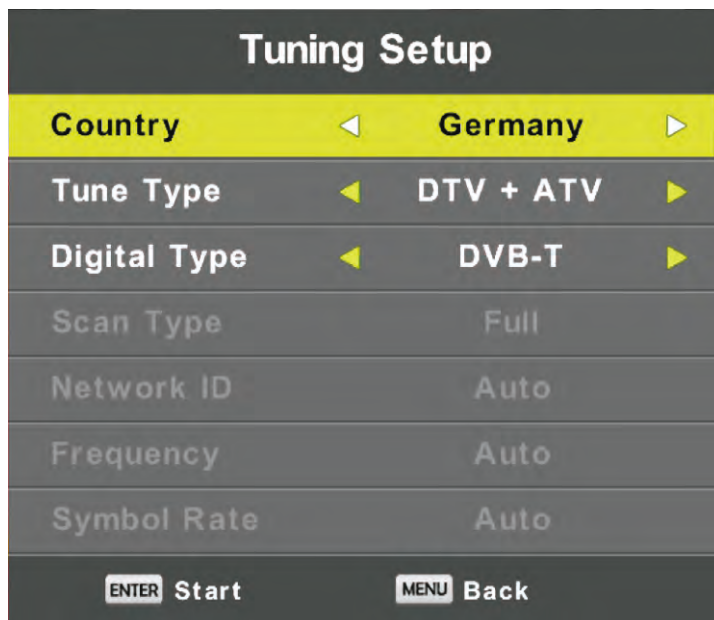 Tuning Setup
Country Germany
Tune Type DTV + ATV
Digital Type DVB-T
Scan Type Full
Network ID Auto
Frequency Auto
Symbol Rate Auto
ENTER Start MENU Back